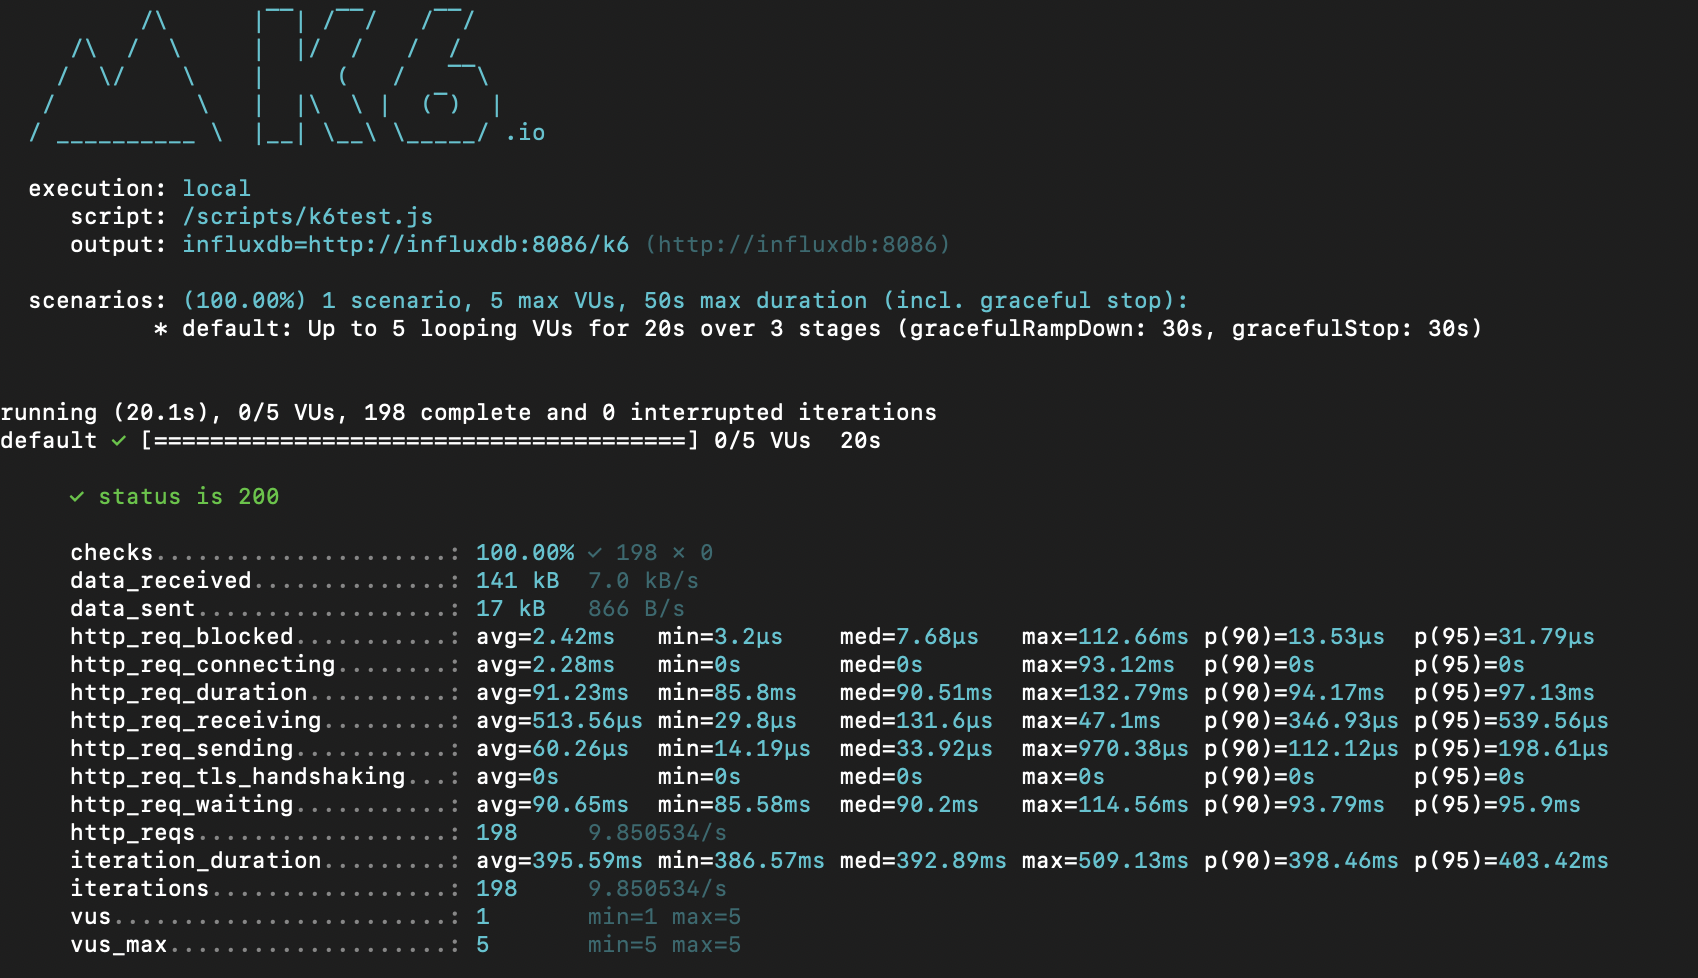 /\      |‾‾| /‾‾/   /‾‾/
     /\  /  \     |  |/  /   /  /
    /  \/    \    |     (   /   ‾‾\
   /          \   |  |\  \ |  (‾)  |
  / __________ \  |__| \__\ \_____/ .io

  execution: local
     script: /scripts/k6test.js
     output: influxdb=http://influxdb:8086/k6 (http://influxdb:8086)

  scenarios: (100.00%) 1 scenario, 5 max VUs, 50s max duration (incl. graceful stop):
           * default: Up to 5 looping VUs for 20s over 3 stages (gracefulRampDown: 30s, gracefulStop: 30s)

running (20.1s), 0/5 VUs, 198 complete and 0 interrupted iterations
default ✓ [======================================] 0/5 VUs  20s

     ✓ status is 200

     checks.....................: 100.00% ✓ 198 ✗ 0
     data_received..............: 141 kB  7.0 kB/s
     data_sent..................: 17 kB   866 B/s
     http_req_blocked...........: avg=2.42ms   min=3.2µs    med=7.68µs   max=112.66ms p(90)=13.53µs  p(95)=31.79µs
     http_req_connecting........: avg=2.28ms   min=0s       med=0s       max=93.12ms  p(90)=0s       p(95)=0s
     http_req_duration..........: avg=91.23ms  min=85.8ms   med=90.51ms  max=132.79ms p(90)=94.17ms  p(95)=97.13ms
     http_req_receiving.........: avg=513.56µs min=29.8µs   med=131.6µs  max=47.1ms   p(90)=346.93µs p(95)=539.56µs
     http_req_sending...........: avg=60.26µs  min=14.19µs  med=33.92µs  max=970.38µs p(90)=112.12µs p(95)=198.61µs
     http_req_tls_handshaking...: avg=0s       min=0s       med=0s       max=0s       p(90)=0s       p(95)=0s
     http_req_waiting...........: avg=90.65ms  min=85.58ms  med=90.2ms   max=114.56ms p(90)=93.79ms  p(95)=95.9ms
     http_reqs..................: 198     9.850534/s
     iteration_duration.........: avg=395.59ms min=386.57ms med=392.89ms max=509.13ms p(90)=398.46ms p(95)=403.42ms
     iterations.................: 198     9.850534/s
     vus........................: 1       min=1 max=5
     vus_max....................: 5       min=5 max=5